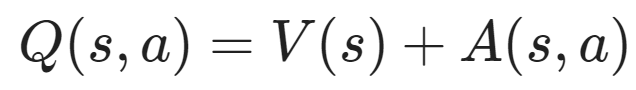 Q(s, a) = V(s) + A(s, a)